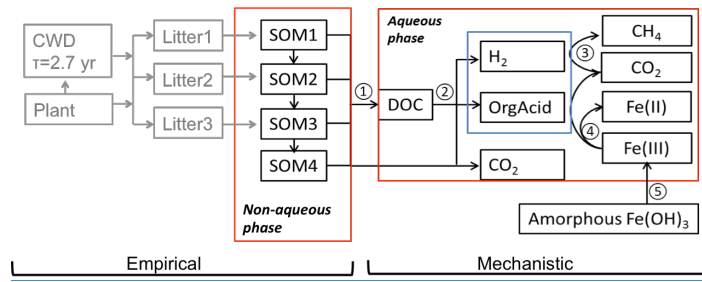 CWD
τ=2.7 yr
Plant
Litter1
Litter2
Litter3
SOM1
SOM2
SOM3
SOM4
Non-aqueous
phase
①
Aqueous
phase
DOC
②
H₂
OrgAcid
CO₂
③
④
CH₄
CO₂
Fe(II)
Fe(III)
⑤
Amorphous Fe(OH)₃
Empirical
Mechanistic